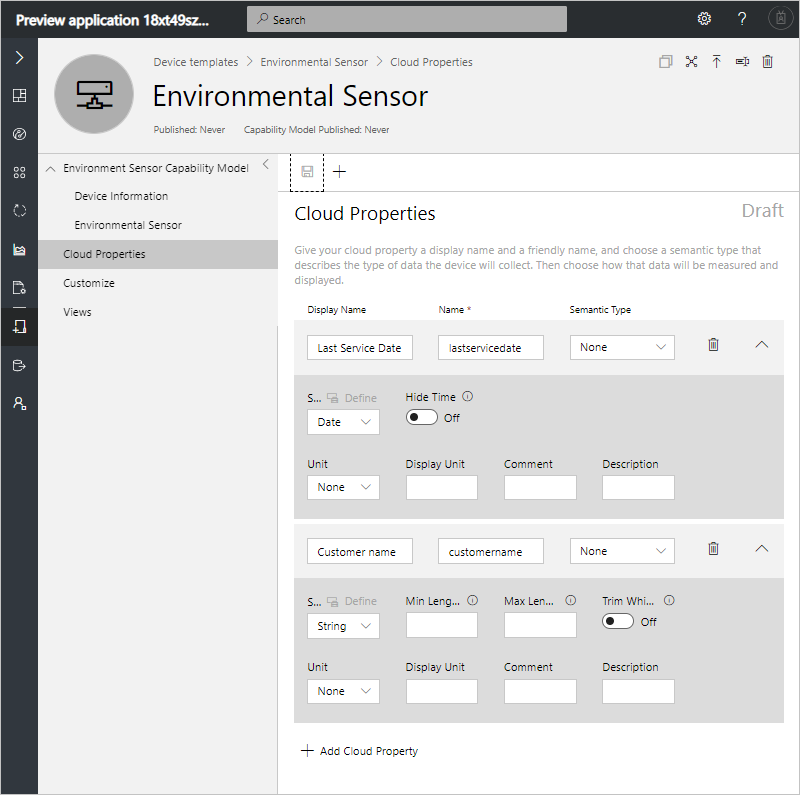 Preview application 18xt49sz...
Search
?
Device templates > Environmental Sensor > Cloud Properties
Environmental Sensor
Published: Never Capability Model Published: Never
Environment Sensor Capability Model
Device Information
Environmental Sensor
Cloud Properties
Customize
Views
Cloud Properties Draft
Give your cloud property a display name and a friendly name, and choose a semantic type that
describes the type of data the device will collect. Then choose how that data will be measured and
displayed.
Display Name Name * Semantic Type
Last Service Date lastservicedate None
S... Define Hide Time
Date Off
Unit Display Unit Comment Description
None
Customer name customername None
S... Define Min Leng... Max Len... Trim Whi...
String Off
Unit Display Unit Comment Description
None
Add Cloud Property